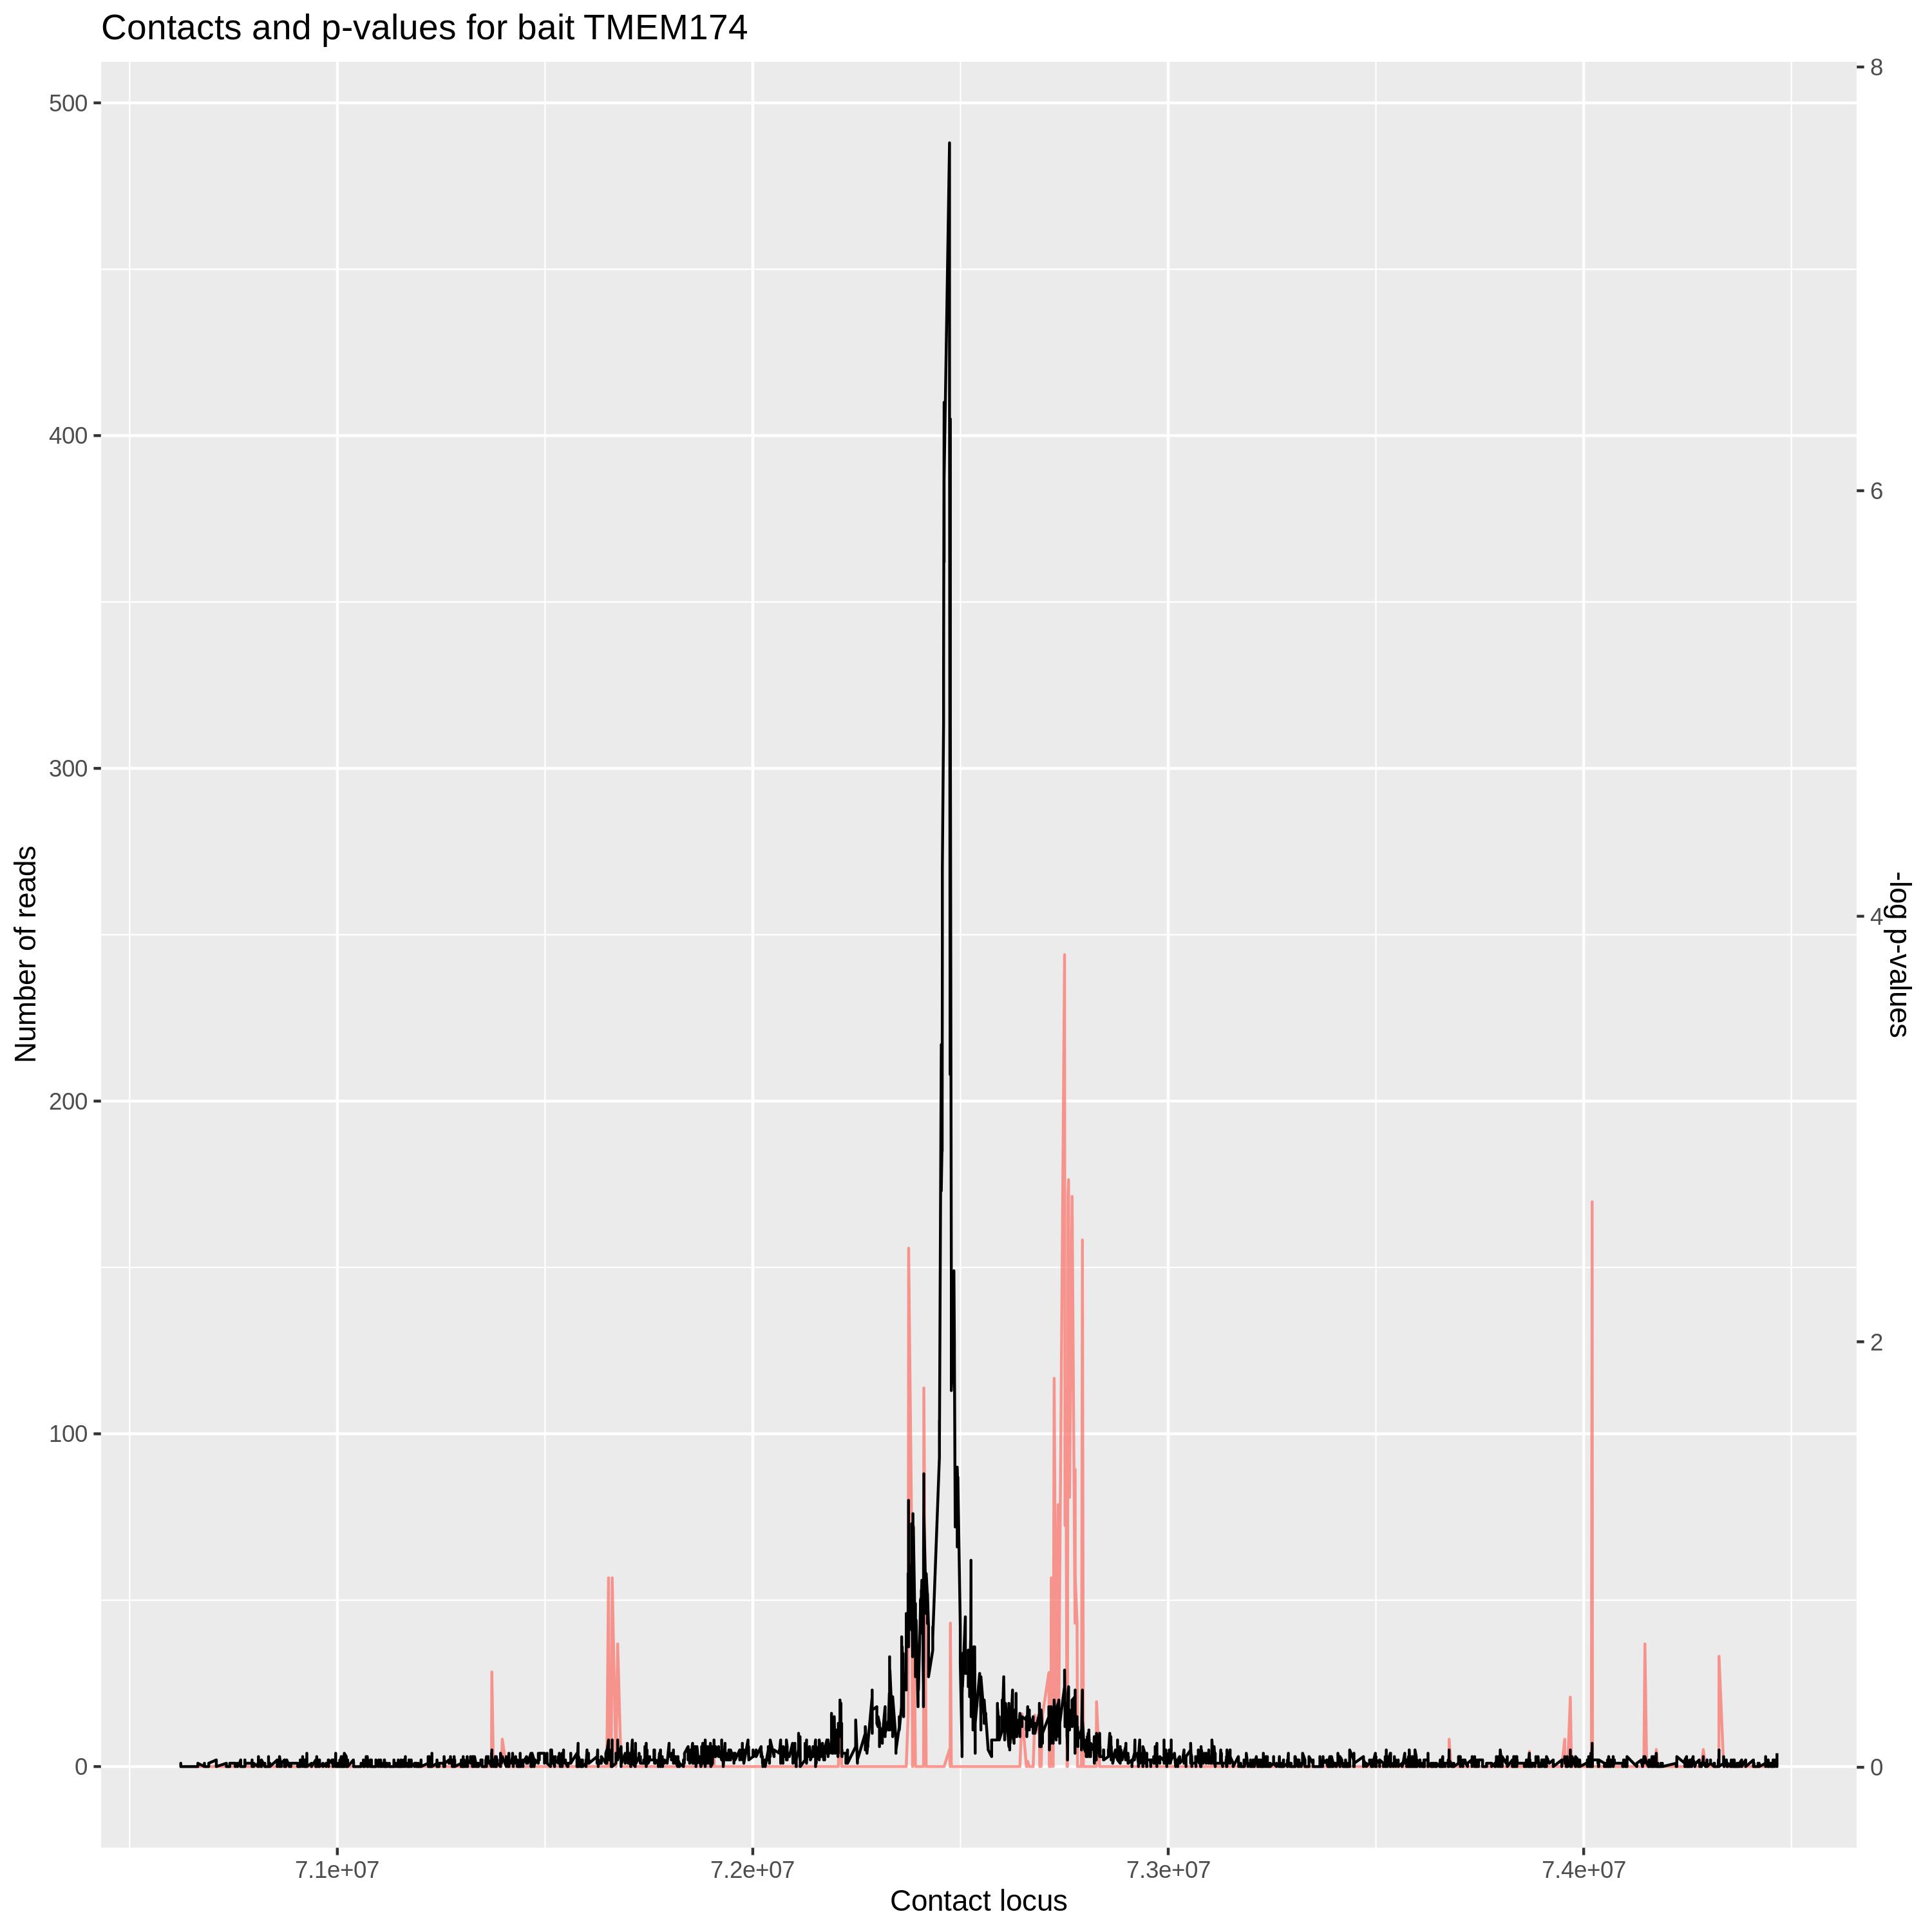 Contacts and p-values for bait TMEM174
500
400
300
200
100
0
Number of reads
8
6
4
2
0
-log p-values
7.1e+07
7.2e+07
7.3e+07
7.4e+07
Contact locus